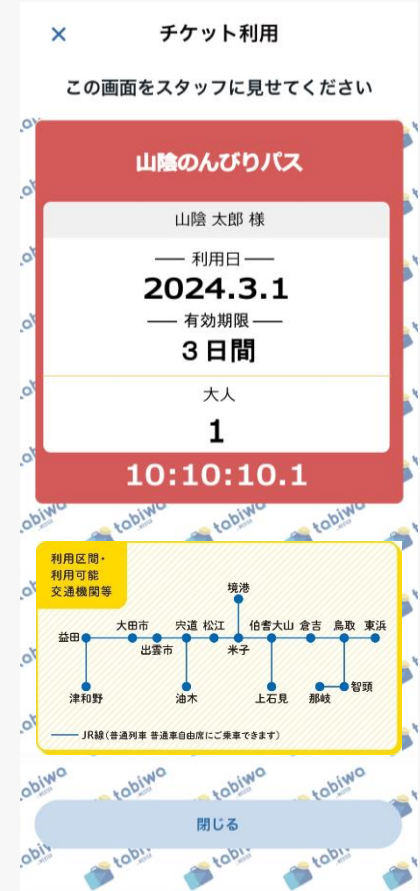 ×
チケット利用
この画面をスタッフに見せてください
山陰のんびりパス
山陰 太郎 様
利用日
2024.3.1
有効期限
3日間
大人
1
10:10:10.1
利用区間・
利用可能
交通機関等
境港
大田市 宍道 松江 伯耆大山 倉吉 鳥取 東浜
益田
出雲市 米子
津和野 油木 上石見 那岐 智頭
JR線(普通列車 普通車自由席にご乗車できます)
tobiwa
閉じる